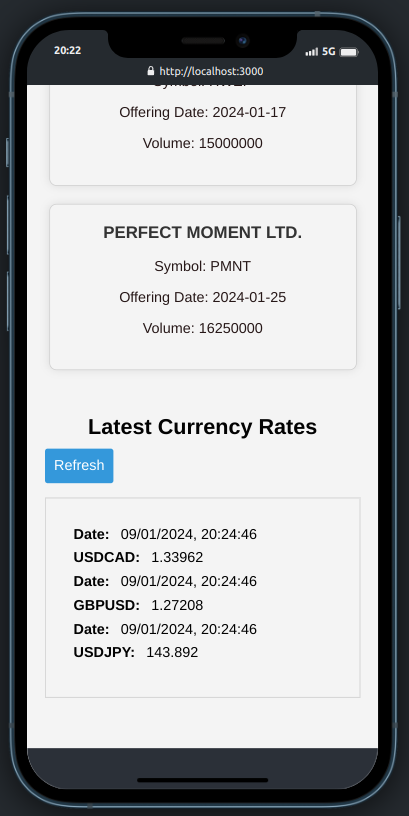 20:22
5G
http://localhost:3000
Offering Date: 2024-01-17
Volume: 15000000
PERFECT MOMENT LTD.
Symbol: PMNT
Offering Date: 2024-01-25
Volume: 16250000
Latest Currency Rates
Refresh
Date: 09/01/2024, 20:24:46
USDCAD: 1.33962
Date: 09/01/2024, 20:24:46
GBPUSD: 1.27208
Date: 09/01/2024, 20:24:46
USDJPY: 143.892